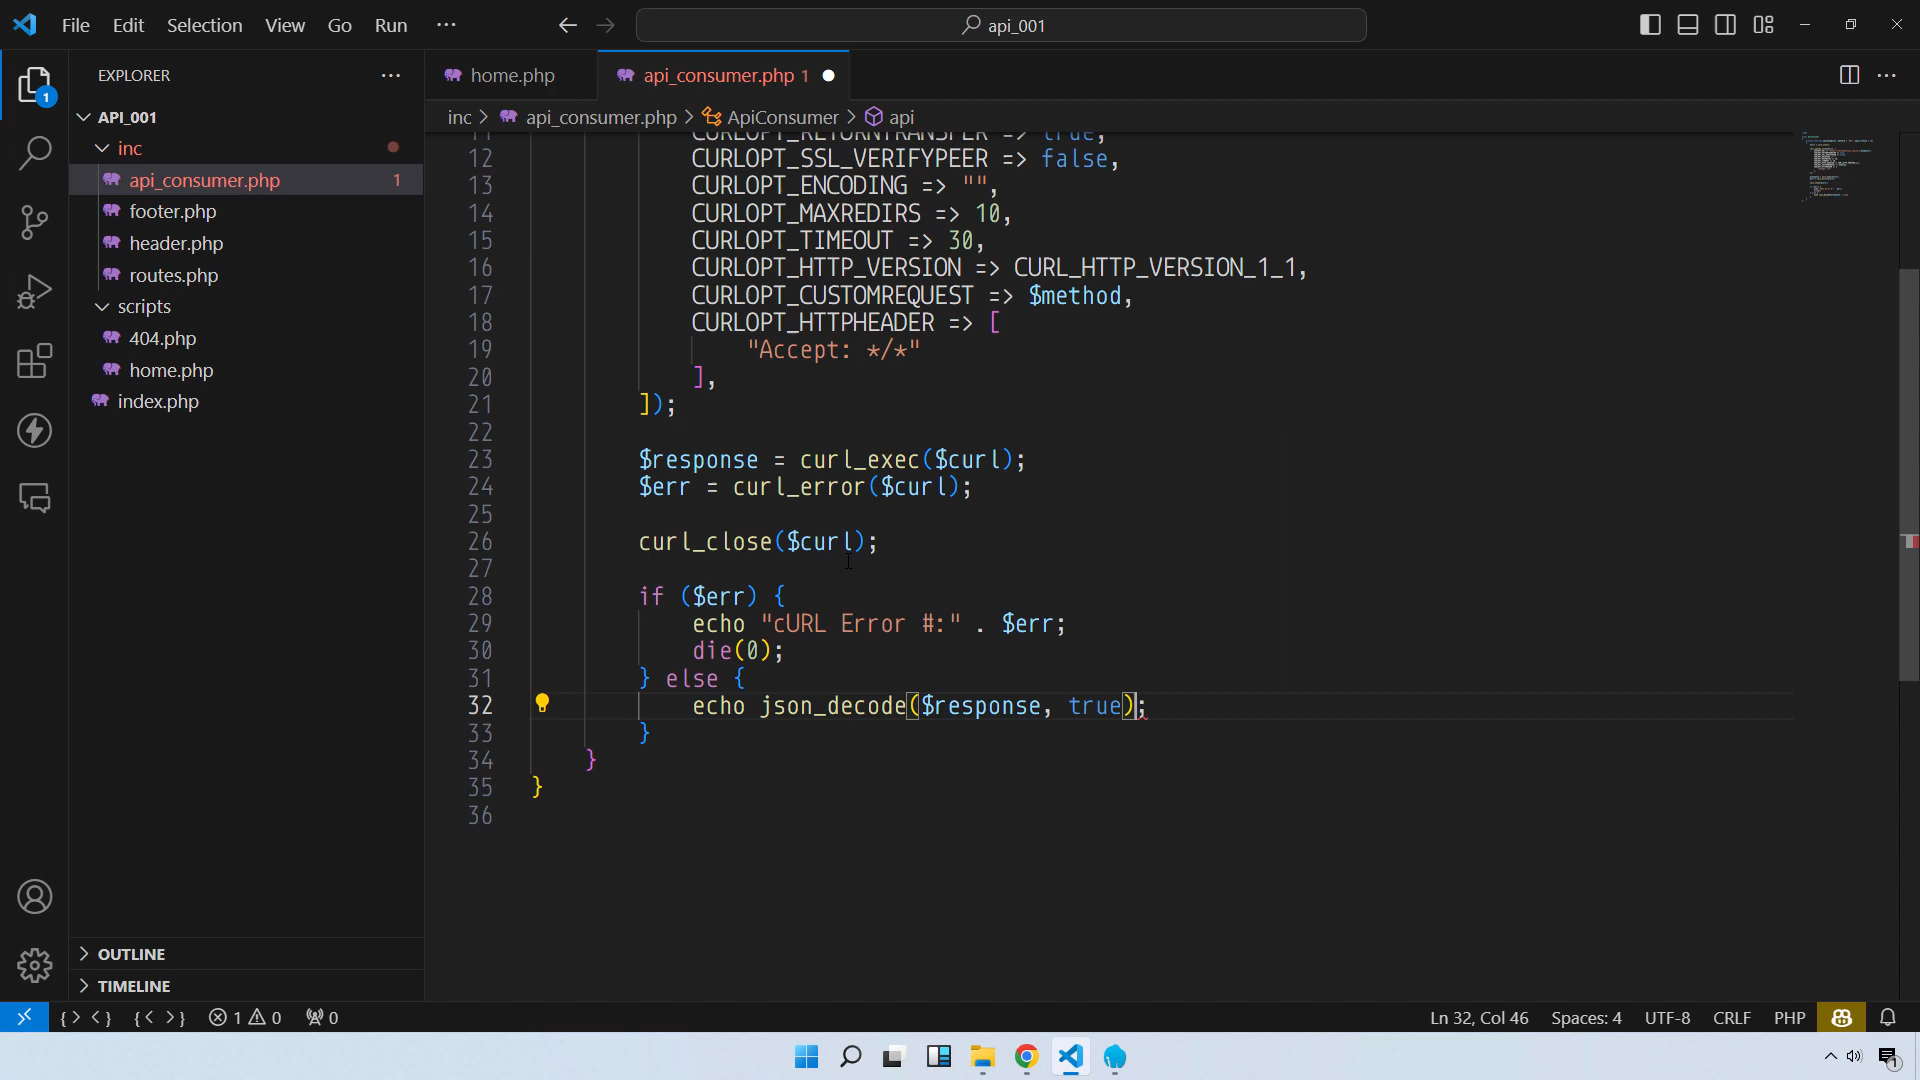 File Edit Selection View Go Run ··· api_001
EXPLORER
API_001
inc
api_consumer.php 1
footer.php
header.php
routes.php
scripts
404.php
home.php
index.php
OUTLINE
TIMELINE
home.php api_consumer.php 1
inc > api_consumer.php > ApiConsumer > api
11 CURLOPT_RETURNTRANSFER => true,
12 CURLOPT_SSL_VERIFYPEER => false,
13 CURLOPT_ENCODING => "",
14 CURLOPT_MAXREDIRS => 10,
15 CURLOPT_TIMEOUT => 30,
16 CURLOPT_HTTP_VERSION => CURL_HTTP_VERSION_1_1,
17 CURLOPT_CUSTOMREQUEST => $method,
18 CURLOPT_HTTPHEADER => [
19 "Accept: */*"
20 ],
21 ]);
22
23 $response = curl_exec($curl);
24 $err = curl_error($curl);
25
26 curl_close($curl);
27
28 if ($err) {
29 echo "cURL Error #:" . $err;
30 die(0);
31 } else {
32 echo json_decode($response, true);
33 }
34 }
35 }
36
1
1 0 0 Ln 32, Col 46 Spaces: 4 UTF-8 CRLF PHP
1